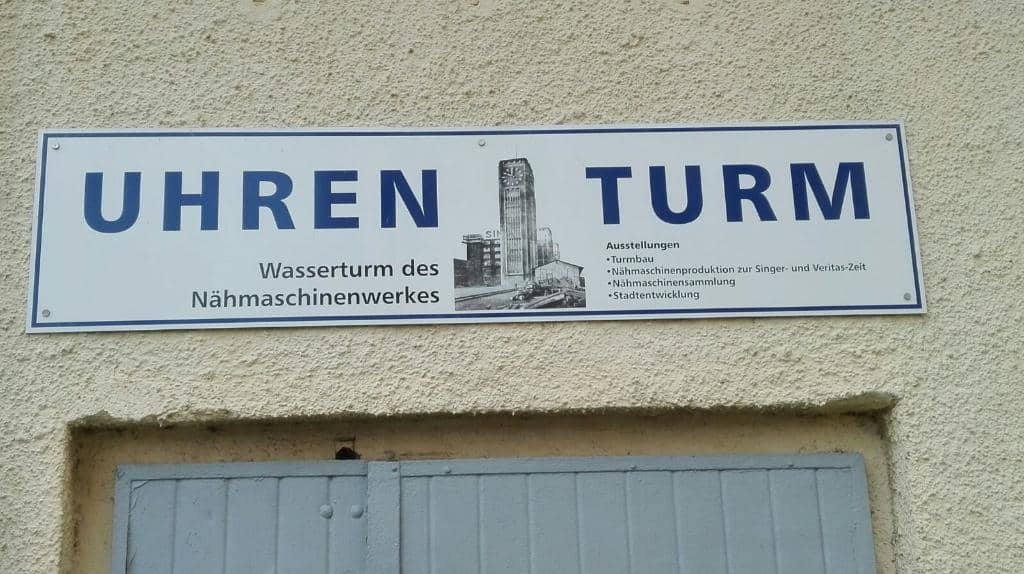 UHREN TURM
Wasserturm des
Nähmaschinenwerkes
Ausstellungen
•Turmbau
•Nähmaschinenproduktion zur Singer- und Veritas-Zeit
•Nähmaschinensammlung
•Stadtentwicklung